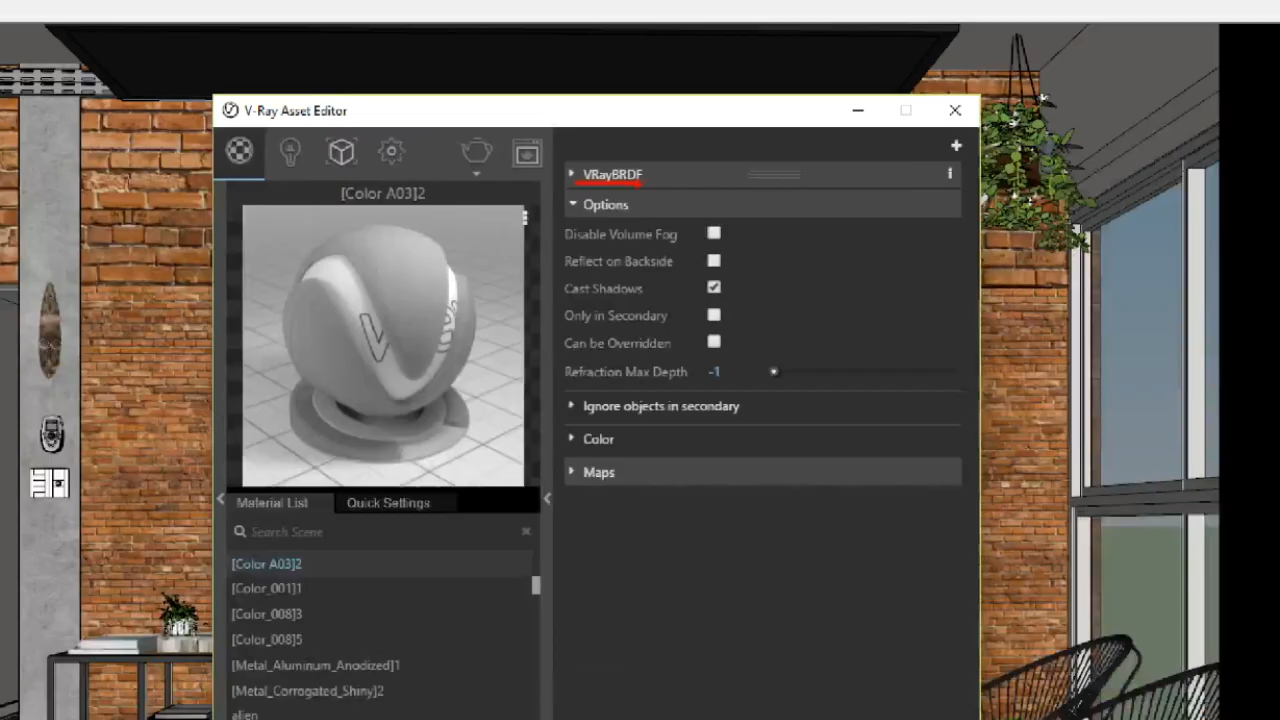 V-Ray Asset Editor
[Color A03]2
VRayBRDF
Options
Disable Volume Fog
Reflect on Backside
Cast Shadows
Only in Secondary
Can be Overridden
Refraction Max Depth -1
Ignore objects in secondary
Color
Maps
Material List Quick Settings
Search Scene
[Color A03]2
[Color_001]1
[Color_008]3
[Color_008]5
[Metal_Aluminum_Anodized]1
[Metal_Corrogated_Shiny]2
alien